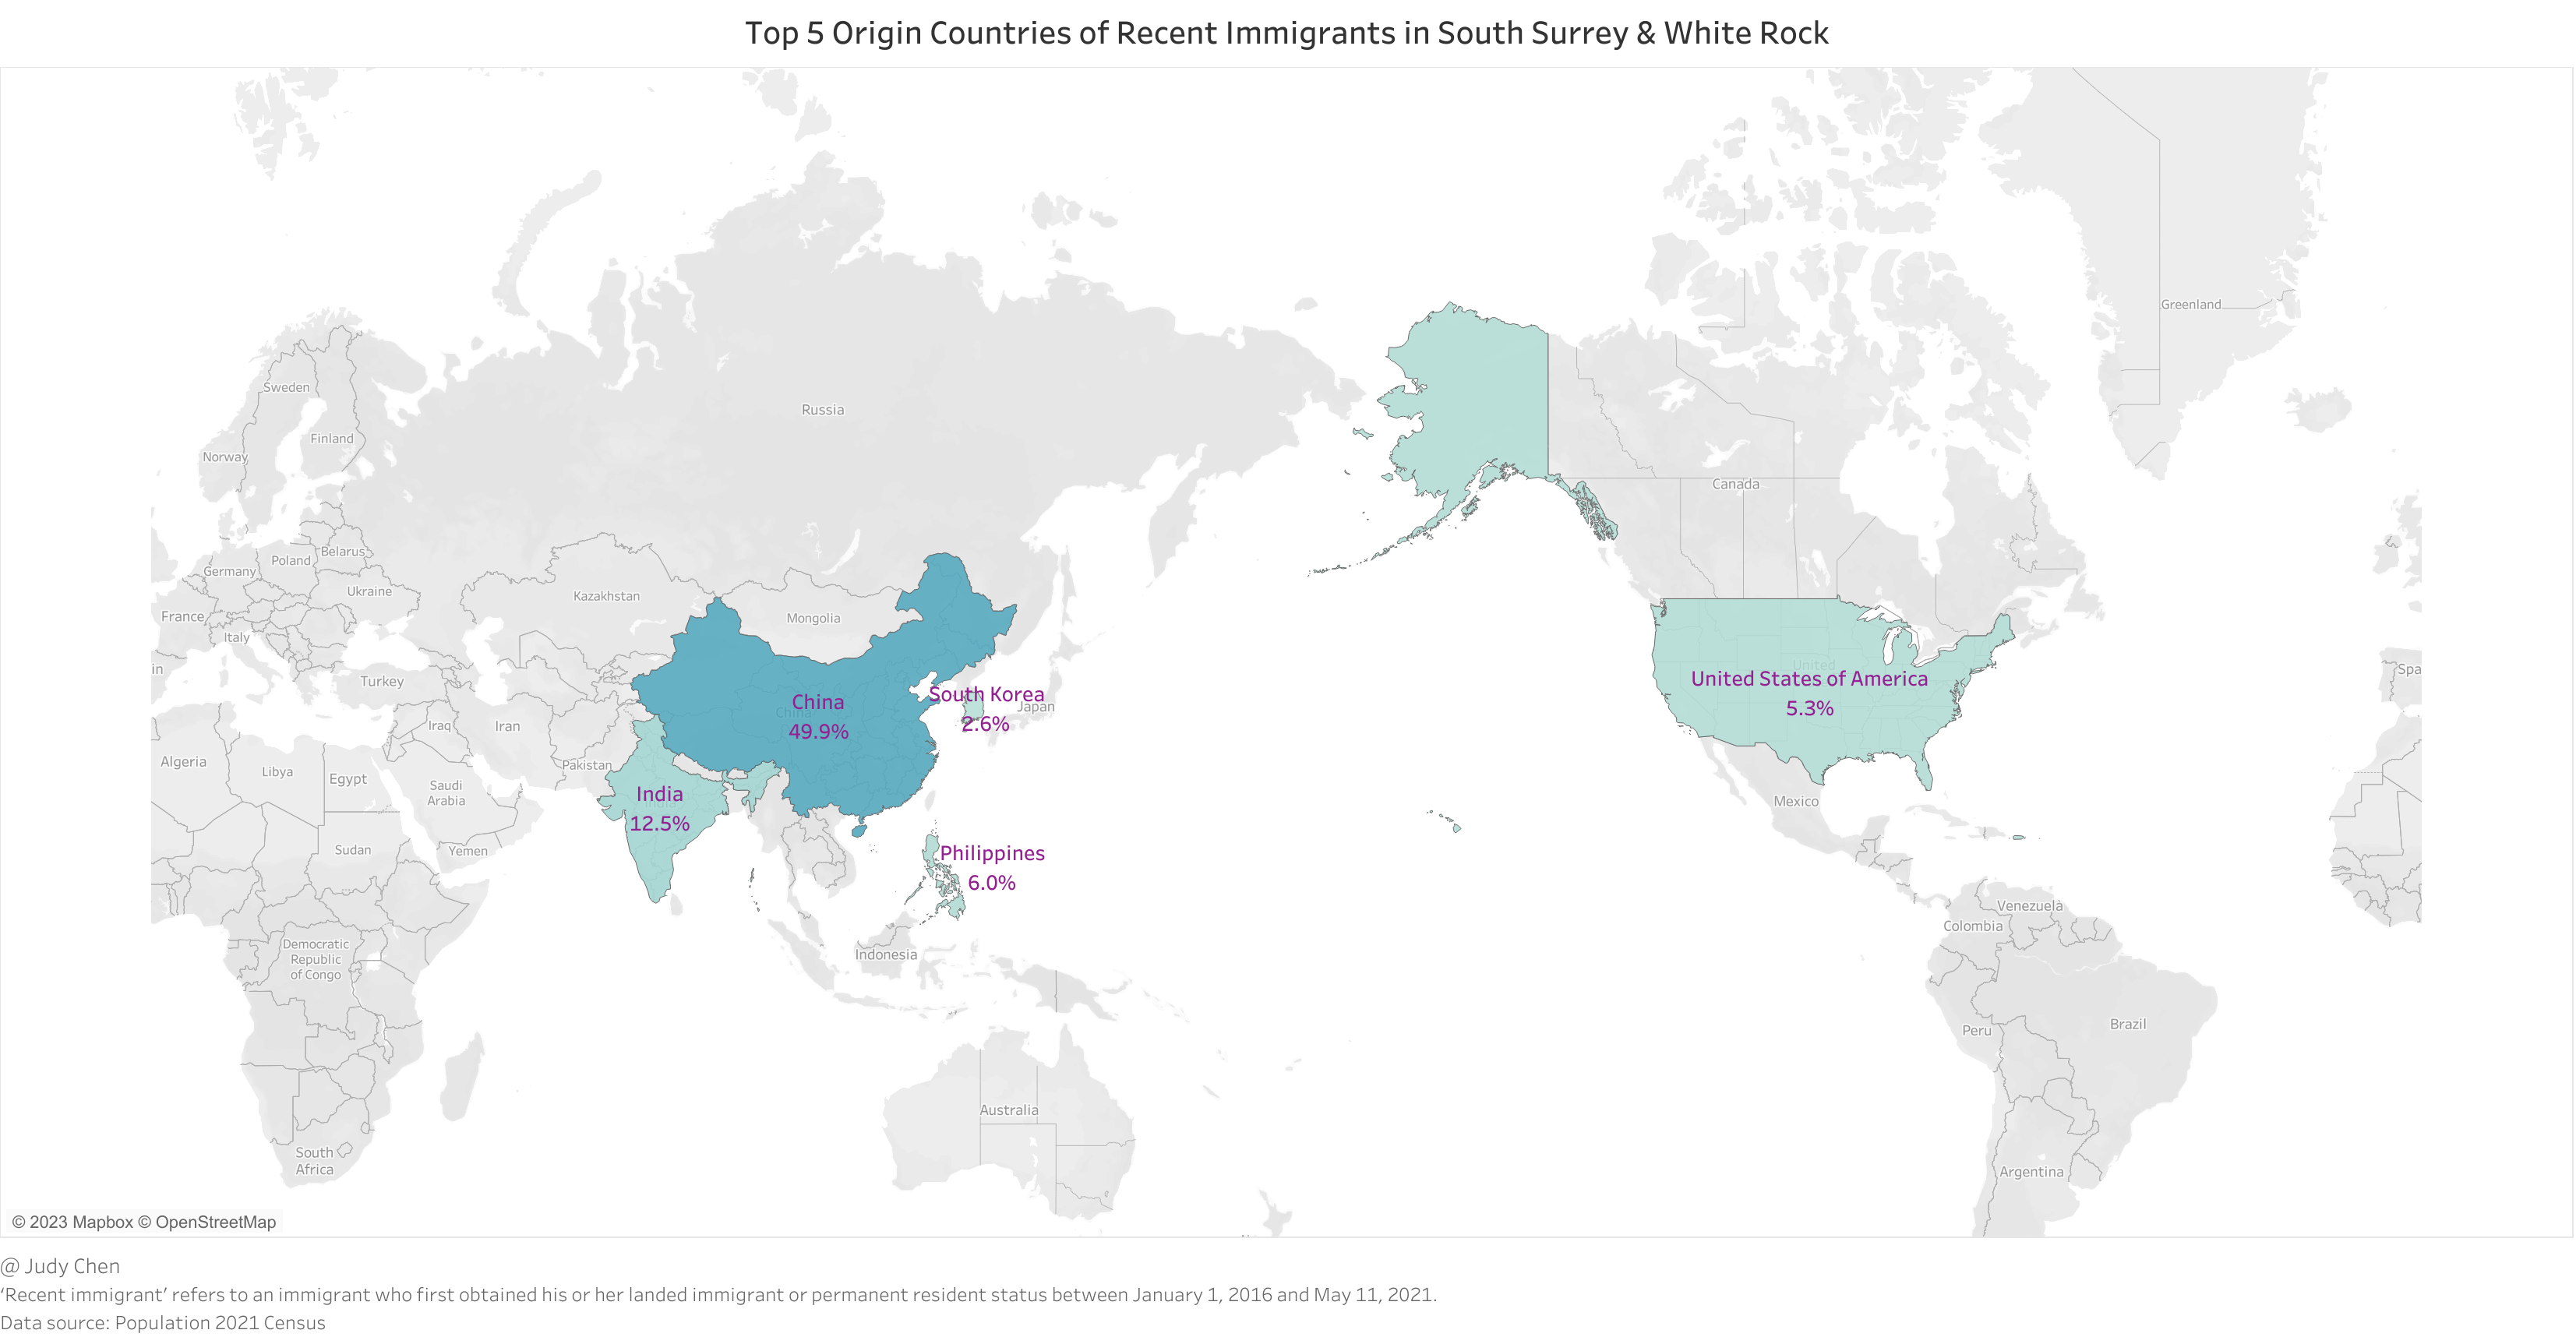 Top 5 Origin Countries of Recent Immigrants in South Surrey & White Rock
Greenland
Sweden
Russia
Finland
Norway
Canada
Belarus
Poland
Germany
Ukraine
Kazakhstan
France
Mongolia
Italy
United
in
Spa
United States of America
5.3%
Turkey
South Korea
2.6%
China
China
49.9%
Japan
Iraq
Iran
Algeria
Pakistan
Libya
Egypt
Saudi
Arabia
India
India
12.5%
Mexico
Sudan
Yemen
Philippines
6.0%
Venezuela
Colombia
Democratic
Republic
of Congo
Indonesia
Brazil
Peru
Australia
South
Africa
Argentina
© 2023 Mapbox © OpenStreetMap
@ Judy Chen
‘Recent immigrant’ refers to an immigrant who first obtained his or her landed immigrant or permanent resident status between January 1, 2016 and May 11, 2021.
Data source: Population 2021 Census